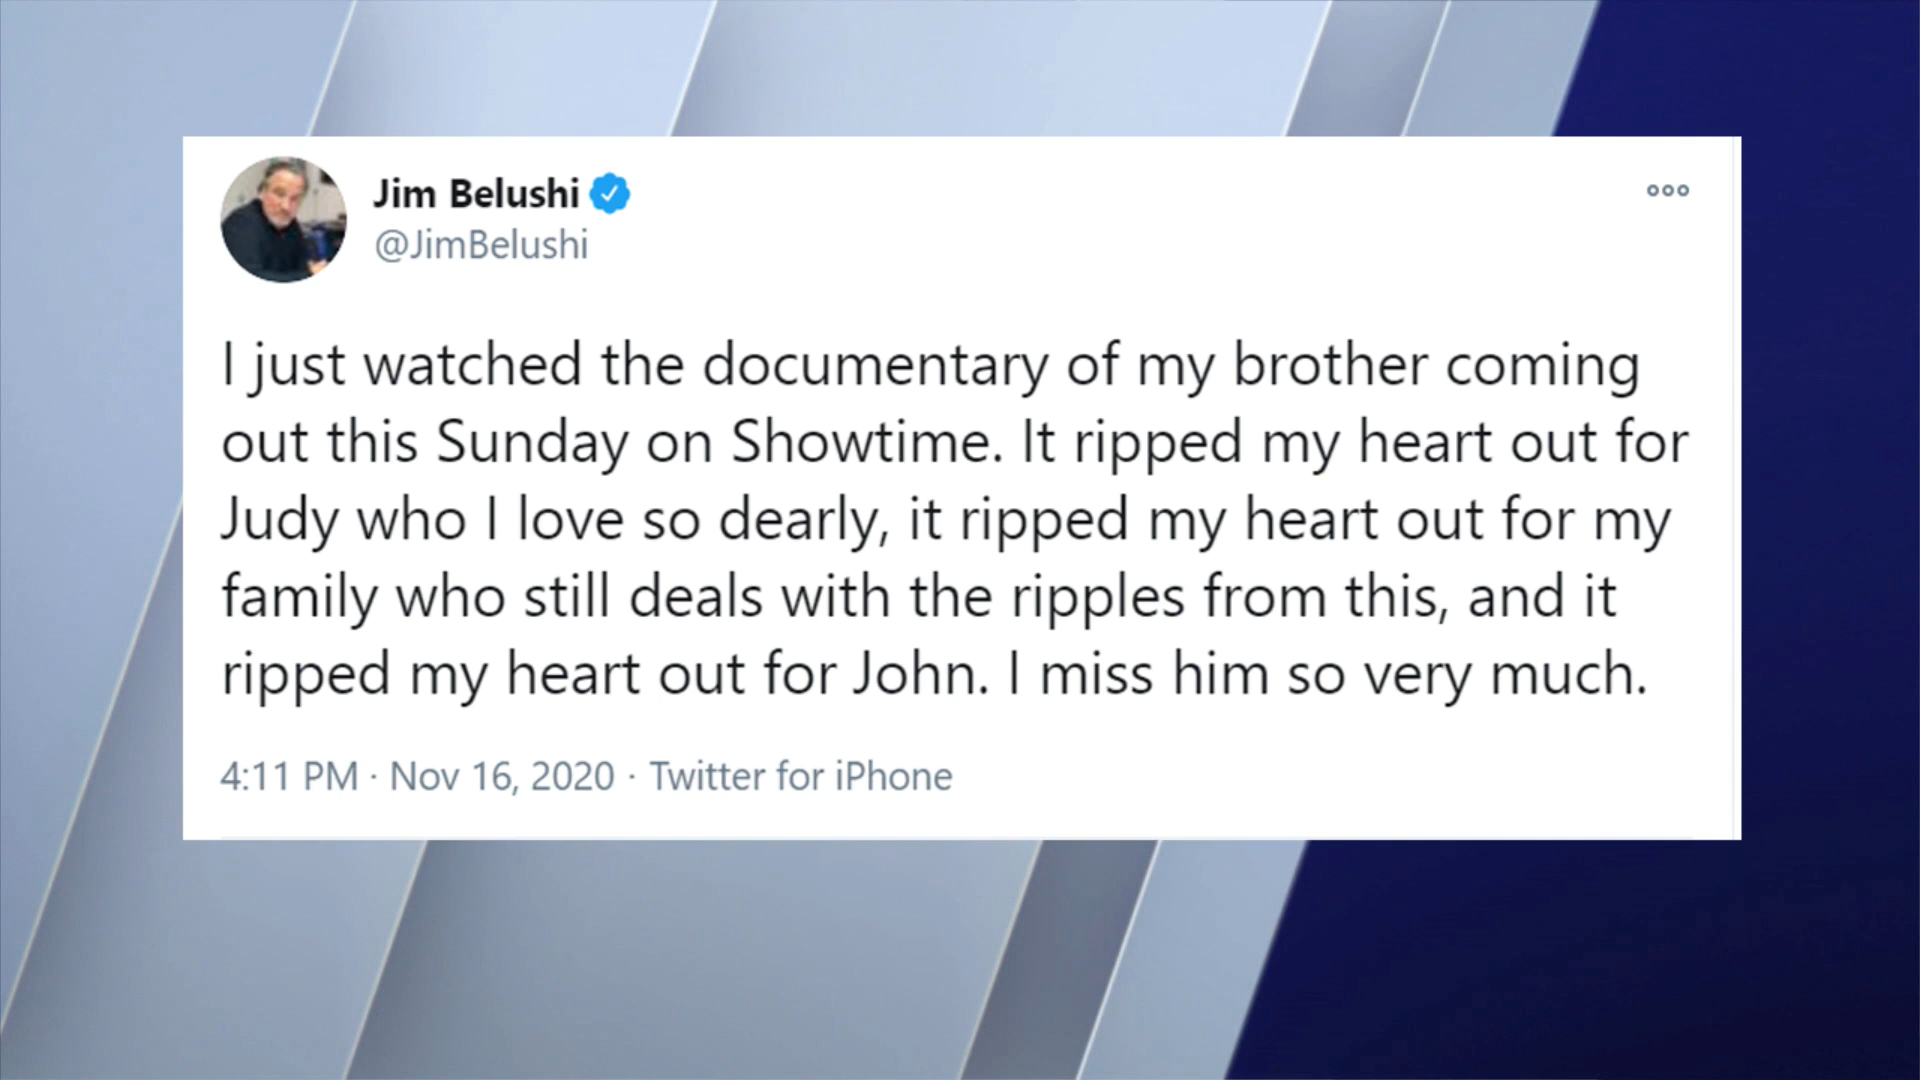 Jim Belushi
@JimBelushi
I just watched the documentary of my brother coming
out this Sunday on Showtime. It ripped my heart out for
Judy who I love so dearly, it ripped my heart out for my
family who still deals with the ripples from this, and it
ripped my heart out for John. I miss him so very much.
4:11 PM · Nov 16, 2020 · Twitter for iPhone